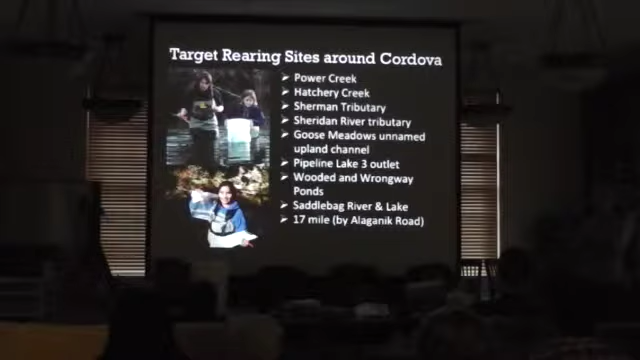 Target Rearing Sites around Cordova
➢ Power Creek
➢ Hatchery Creek
➢ Sherman Tributary
➢ Sheridan River tributary
➢ Goose Meadows unnamed
upland channel
➢ Pipeline Lake 3 outlet
➢ Wooded and Wrongway
Ponds
➢ Saddlebag River & Lake
➢ 17 mile (by Alaganik Road)